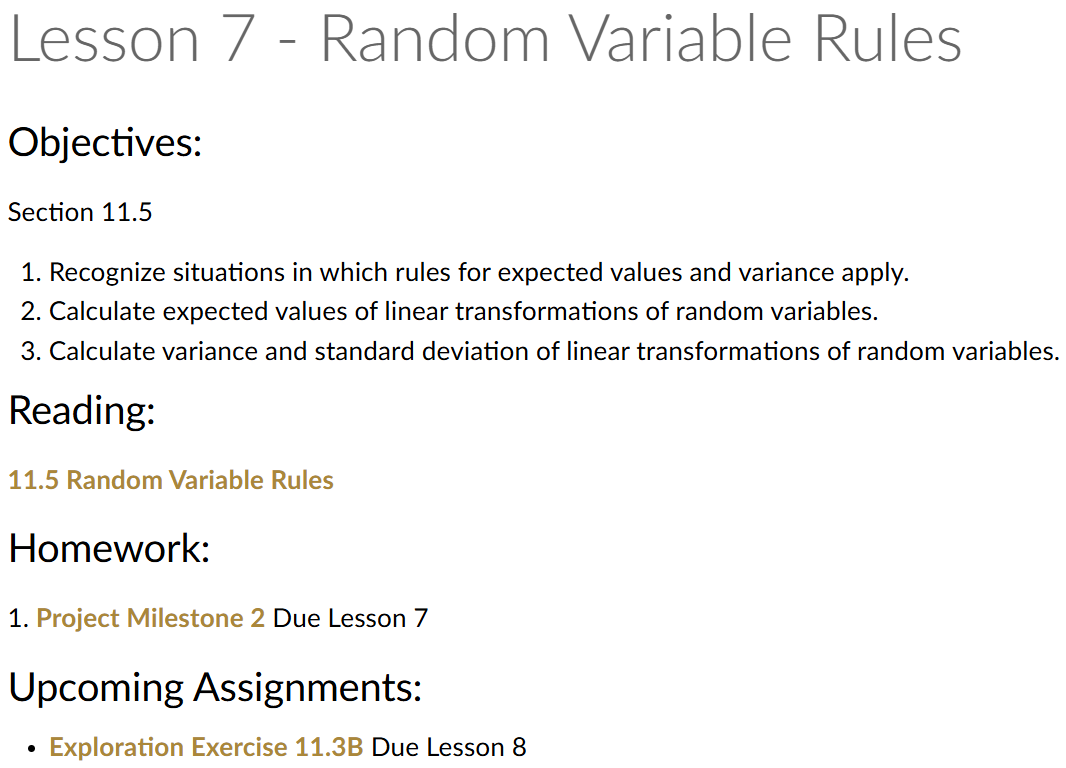 Lesson 7 - Random Variable Rules
Objectives:
Section 11.5
1. Recognize situations in which rules for expected values and variance apply.
2. Calculate expected values of linear transformations of random variables.
3. Calculate variance and standard deviation of linear transformations of random variables.
Reading:
11.5 Random Variable Rules
Homework:
1. Project Milestone 2 Due Lesson 7
Upcoming Assignments:
• Exploration Exercise 11.3B Due Lesson 8